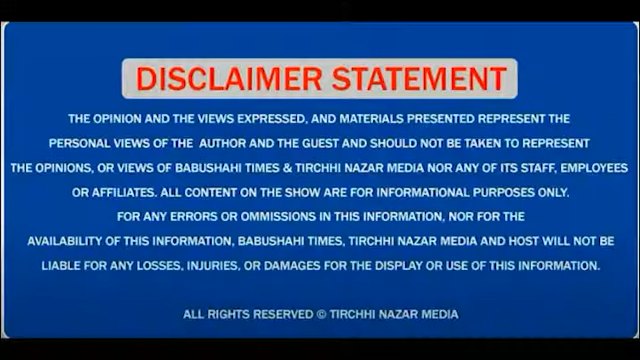 DISCLAIMER STATEMENT
THE OPINION AND THE VIEWS EXPRESSED, AND MATERIALS PRESENTED REPRESENT THE
PERSONAL VIEWS OF THE AUTHOR AND THE GUEST AND SHOULD NOT BE TAKEN TO REPRESENT
THE OPINIONS, OR VIEWS OF BABUSHAHI TIMES & TIRCHHI NAZAR MEDIA NOR ANY OF ITS STAFF, EMPLOYEES
OR AFFILIATES. ALL CONTENT ON THE SHOW ARE FOR INFORMATIONAL PURPOSES ONLY.
FOR ANY ERRORS OR OMMISSIONS IN THIS INFORMATION, NOR FOR THE
AVAILABILITY OF THIS INFORMATION, BABUSHAHI TIMES, TIRCHHI NAZAR MEDIA AND HOST WILL NOT BE
LIABLE FOR ANY LOSSES, INJURIES, OR DAMAGES FOR THE DISPLAY OR USE OF THIS INFORMATION.
ALL RIGHTS RESERVED © TIRCHHI NAZAR MEDIA